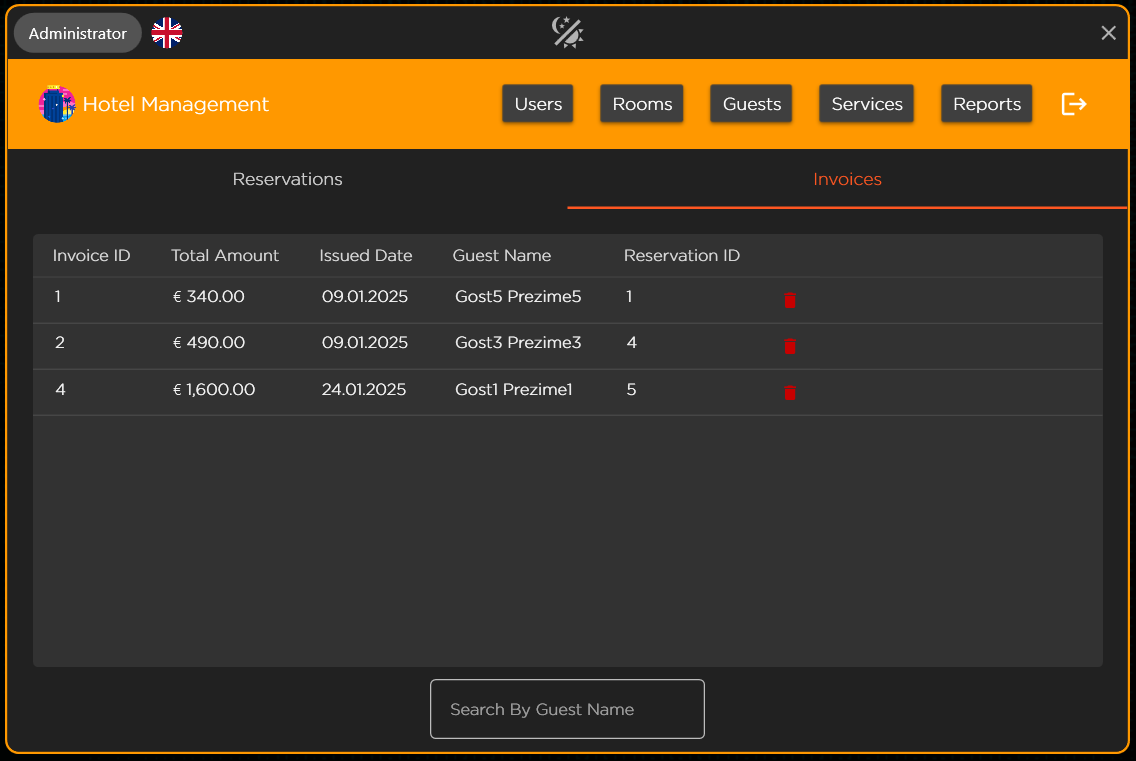 Administrator
Hotel Management
Users Rooms Guests Services Reports
Reservations Invoices
Invoice ID Total Amount Issued Date Guest Name Reservation ID
1 € 340.00 09.01.2025 Gost5 Prezime5 1
2 € 490.00 09.01.2025 Gost3 Prezime3 4
4 € 1,600.00 24.01.2025 Gost1 Prezime1 5
Search By Guest Name